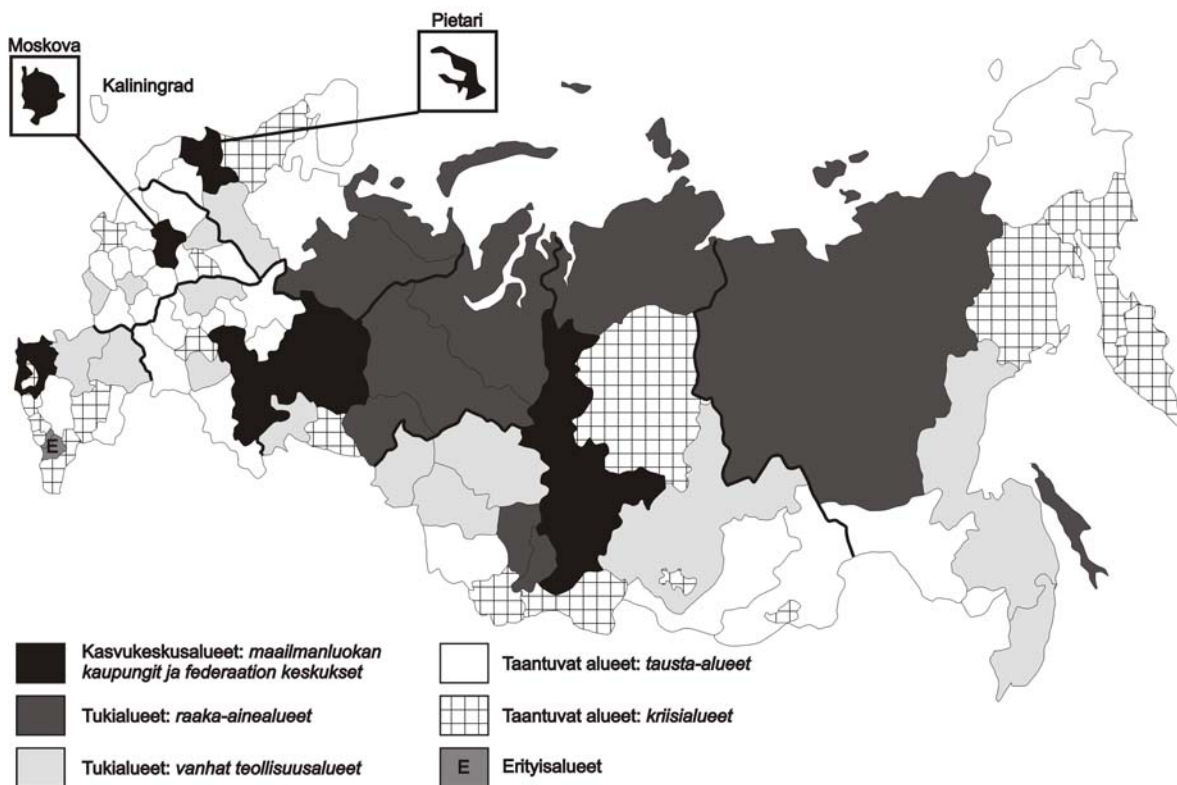 Pietari
Moskova
Kaliningrad
E
Kasvukeskusalueet: maailmanluokan
kaupungit ja federaation keskukset
Tukialueet: raaka-ainealueet
Tukialueet: vanhat teollisuusalueet
Taantuvat alueet: tausta-alueet
Taantuvat alueet: kriisialueet
E Erityisalueet